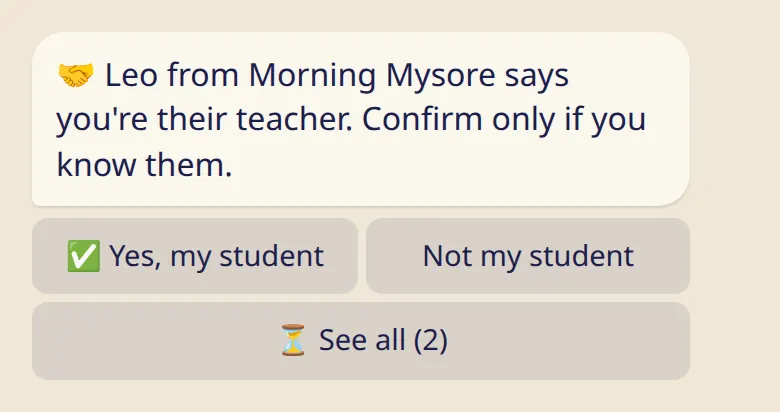 🤝 Leo from Morning Mysore says
you're their teacher. Confirm only if you
know them.
✅ Yes, my student
Not my student
⏳ See all (2)